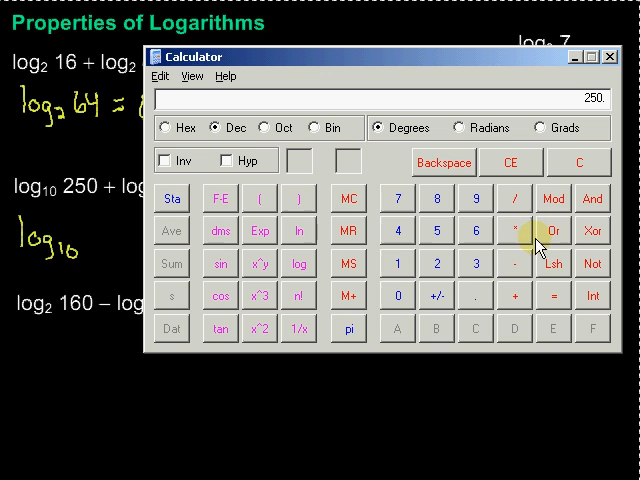 Properties of Logarithms
log₂ 7
log₂ 16 + log₂
Calculator
Edit View Help
250.
log₂ 64 =
Hex Dec Oct Bin Degrees Radians Grads
Inv Hyp Backspace CE C
log₁₀ 250 + log
Sta F-E ( ) MC 7 8 9 / Mod And
Ave dms Exp ln MR 4 5 6 * Or Xor
log₁₀
Sum sin x^y log MS 1 2 3 - Lsh Not
s cos x^3 n! M+ 0 +/- . + = Int
log₂ 160 – log
Dat tan x^2 1/x pi A B C D E F